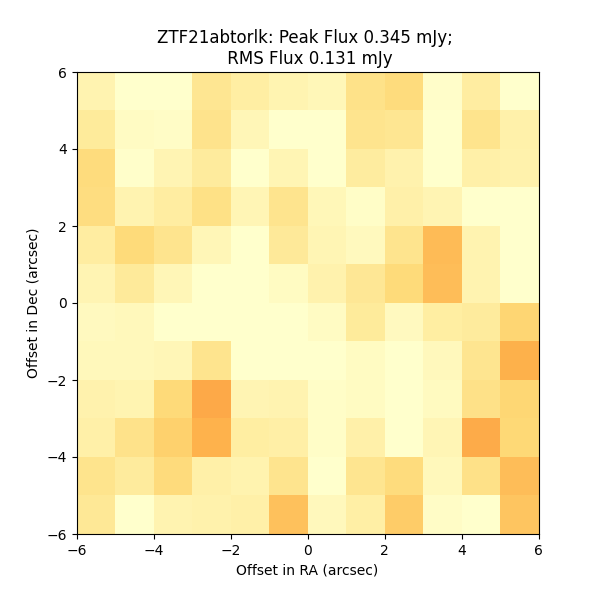 ZTF21abtorlk: Peak Flux 0.345 mJy;
RMS Flux 0.131 mJy
6
4
2
0
−2
−4
−6
Offset in Dec (arcsec)
−6 −4 −2 0 2 4 6
Offset in RA (arcsec)